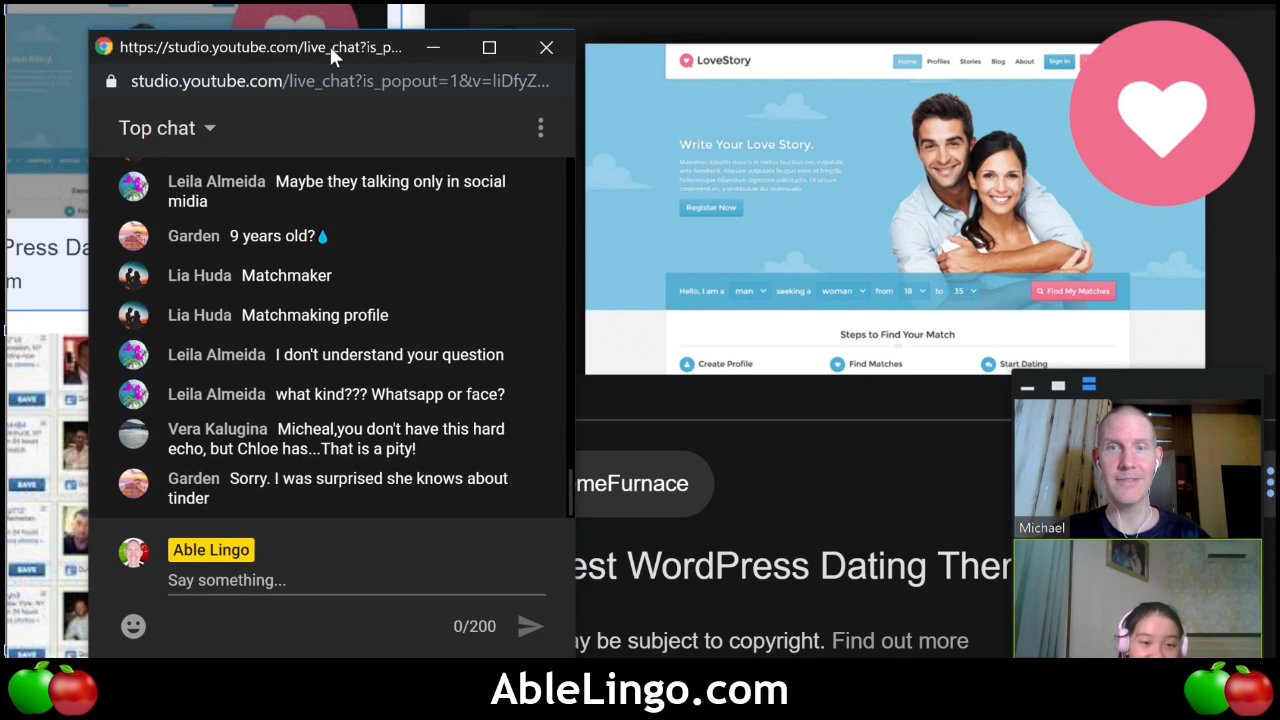 https://studio.youtube.com/live_chat?is_p...
studio.youtube.com/live_chat?is_popout=1&v=liDfyZ...
Top chat
Leila Almeida Maybe they talking only in social
midia
Garden 9 years old?💧
Lia Huda Matchmaker
Lia Huda Matchmaking profile
Leila Almeida I don't understand your question
Leila Almeida what kind??? Whatsapp or face?
Vera Kalugina Micheal,you don't have this hard
echo, but Chloe has...That is a pity!
Garden Sorry. I was surprised she knows about
tinder
Able Lingo
Say something...
0/200
Press Da
m
SAVE
SAVE
SAVE
SAVE
SAVE
LoveStory
Home Profiles Stories Blog About Sign In
Write Your Love Story.
Register Now
Hello, I am a man seeking a woman from 18 to 35 Find My Matches
Steps to Find Your Match
Create Profile Find Matches Start Dating
meFurnace
est WordPress Dating Ther
ay be subject to copyright. Find out more
Michael
AbleLingo.com